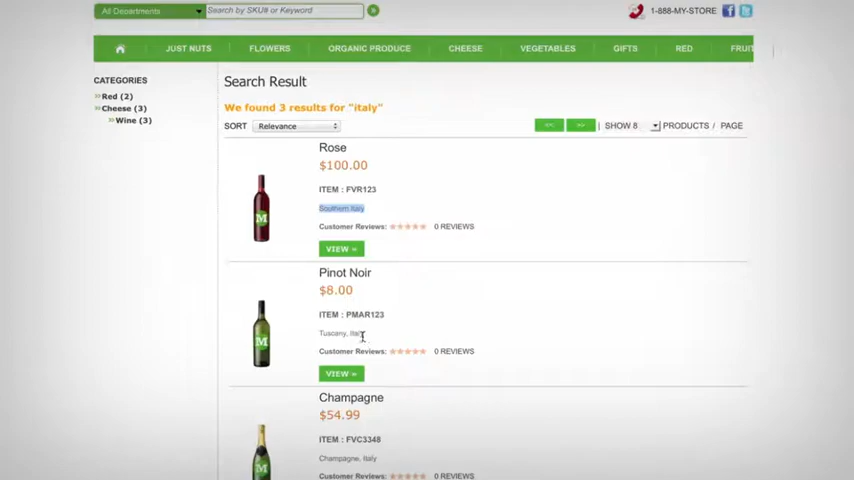 All Departments
Search by SKU# or Keyword
1-888-MY-STORE
JUST NUTS
FLOWERS
ORGANIC PRODUCE
CHEESE
VEGETABLES
GIFTS
RED
FRUIT
CATEGORIES
Red (2)
Cheese (3)
Wine (3)
Search Result
We found 3 results for "italy"
SORT Relevance
<< >> | SHOW 8 PRODUCTS / PAGE
Rose
$100.00
ITEM : FVR123
Southern Italy
Customer Reviews: 0 REVIEWS
VIEW »
M
Pinot Noir
$8.00
ITEM : PMAR123
Tuscany, Italy
Customer Reviews: 0 REVIEWS
VIEW »
M
Champagne
$54.99
ITEM : FVC3348
Champagne, Italy
Customer Reviews: 0 REVIEWS
M